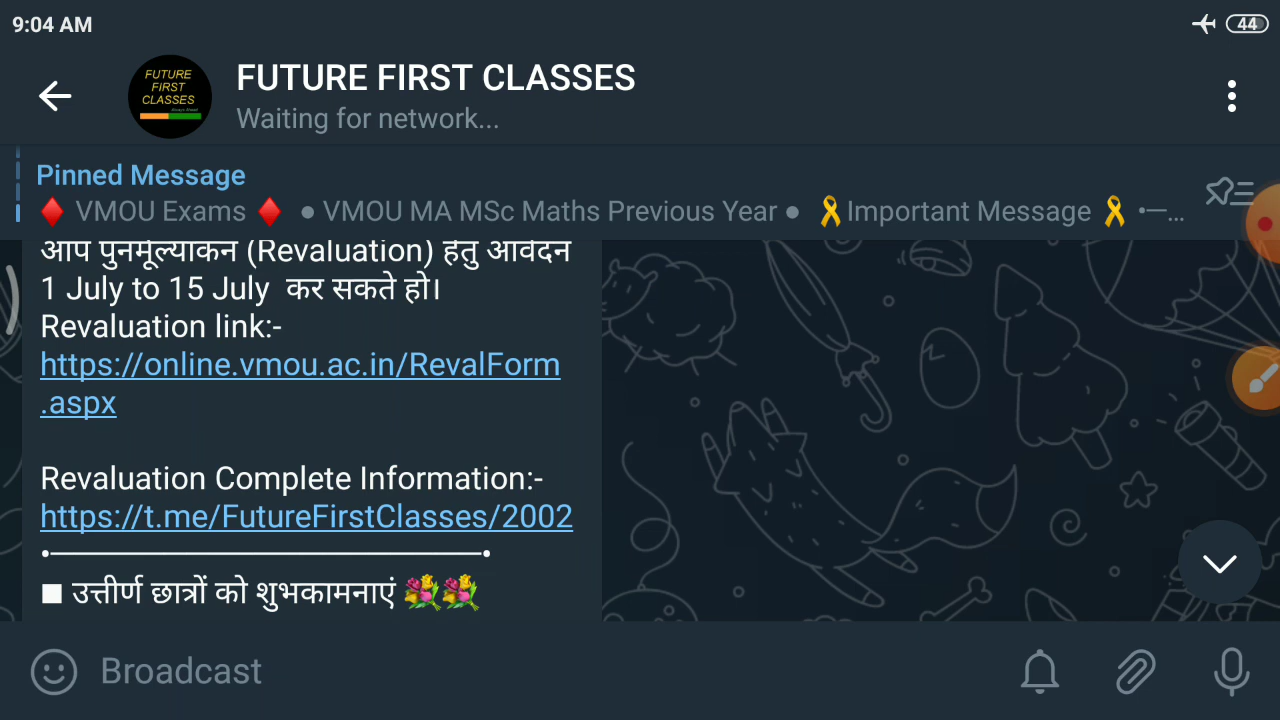 9:04 AM
44
FUTURE
FIRST
CLASSES
FUTURE FIRST CLASSES
Waiting for network...
Pinned Message
♦️ VMOU Exams ♦️ ● VMOU MA MSc Maths Previous Year ● 🎗️Important Message 🎗️ •—...
आप पुनर्मूल्यांकन (Revaluation) हेतु आवेदन
1 July to 15 July कर सकते हो।
Revaluation link:-
https://online.vmou.ac.in/RevalForm
.aspx
Revaluation Complete Information:-
https://t.me/FutureFirstClasses/2002
•————————————————•
■ उत्तीर्ण छात्रों को शुभकामनाएं 💐💐
Broadcast